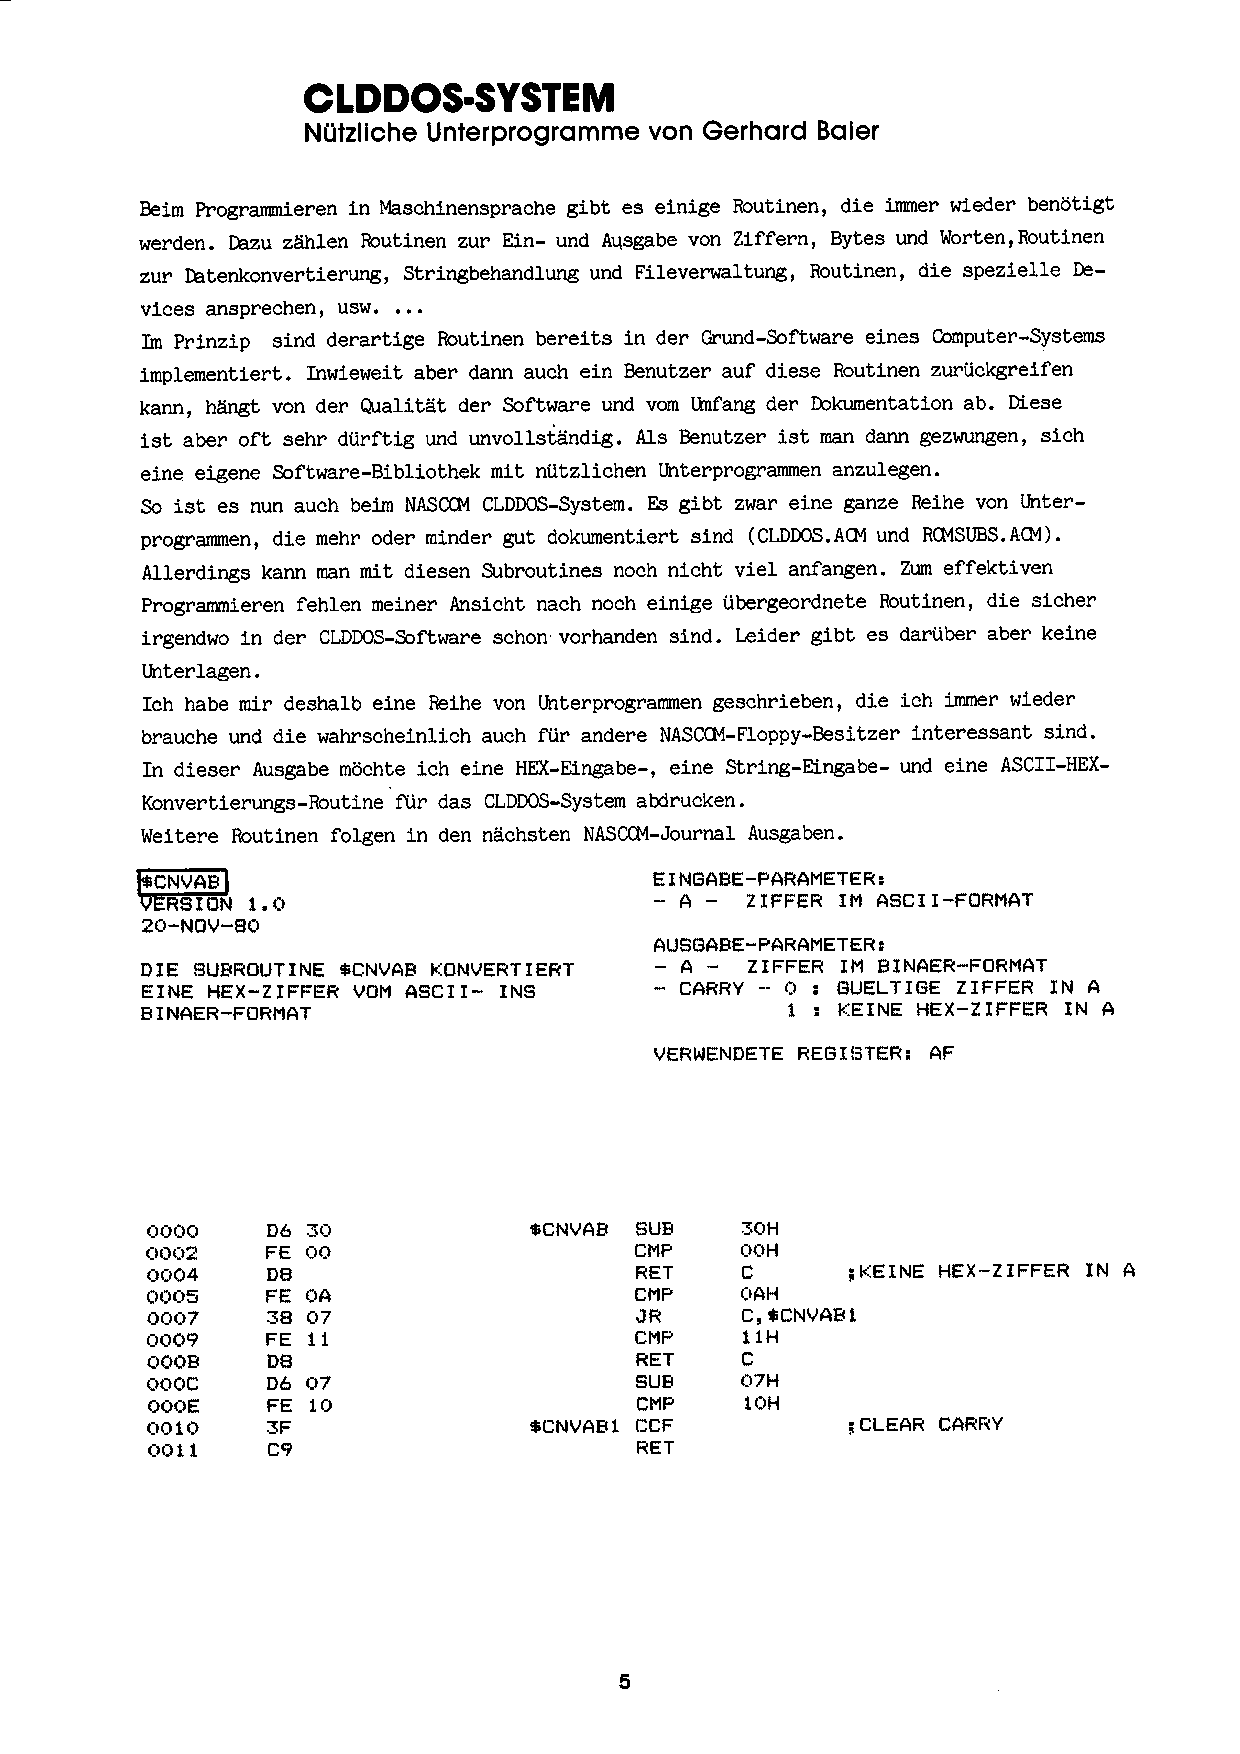 CLDDOS-SYSTEM
Nützliche Unterprogramme von Gerhard Baier
Beim Programmieren in Maschinensprache gibt es einige Routinen, die immer wieder benötigt
werden. Dazu zählen Routinen zur Ein- und Ausgabe von Ziffern, Bytes und Worten,Routinen
zur Datenkonvertierung, Stringbehandlung und Fileverwaltung, Routinen, die spezielle De-
vices ansprechen, usw. ...
Im Prinzip sind derartige Routinen bereits in der Grund-Software eines Computer-Systems
implementiert. Inwieweit aber dann auch ein Benutzer auf diese Routinen zurückgreifen
kann, hängt von der Qualität der Software und vom Umfang der Dokumentation ab. Diese
ist aber oft sehr dürftig und unvollständig. Als Benutzer ist man dann gezwungen, sich
eine eigene Software-Bibliothek mit nützlichen Unterprogrammen anzulegen.
So ist es nun auch beim NASCOM CLDDOS-System. Es gibt zwar eine ganze Reihe von Unter-
programmen, die mehr oder minder gut dokumentiert sind (CLDDOS.ACM und ROMSUBS.ACM).
Allerdings kann man mit diesen Subroutines noch nicht viel anfangen. Zum effektiven
Programmieren fehlen meiner Ansicht nach noch einige übergeordnete Routinen, die sicher
irgendwo in der CLDDOS-Software schon vorhanden sind. Leider gibt es darüber aber keine
Unterlagen.
Ich habe mir deshalb eine Reihe von Unterprogrammen geschrieben, die ich immer wieder
brauche und die wahrscheinlich auch für andere NASCOM-Floppy-Besitzer interessant sind.
In dieser Ausgabe möchte ich eine HEX-Eingabe-, eine String-Eingabe- und eine ASCII-HEX-
Konvertierungs-Routine für das CLDDOS-System abdrucken.
Weitere Routinen folgen in den nächsten NASCOM-Journal Ausgaben.
$CNVAB
VERSION 1.0
20-NOV-80
DIE SUBROUTINE $CNVAB KONVERTIERT
EINE HEX-ZIFFER VOM ASCII- INS
BINAER-FORMAT
EINGABE-PARAMETER:
- A - ZIFFER IM ASCII-FORMAT
AUSGABE-PARAMETER:
- A - ZIFFER IM BINAER-FORMAT
- CARRY - 0 : GUELTIGE ZIFFER IN A
1 : KEINE HEX-ZIFFER IN A
VERWENDETE REGISTER: AF
0000 D6 30 $CNVAB SUB 30H
0002 FE 00 CMP 00H
0004 D8 RET C ;KEINE HEX-ZIFFER IN A
0005 FE 0A CMP 0AH
0007 38 07 JR C,$CNVAB1
0009 FE 11 CMP 11H
000B D8 RET C
000C D6 07 SUB 07H
000E FE 10 CMP 10H
0010 3F $CNVAB1 CCF ;CLEAR CARRY
0011 C9 RET
5